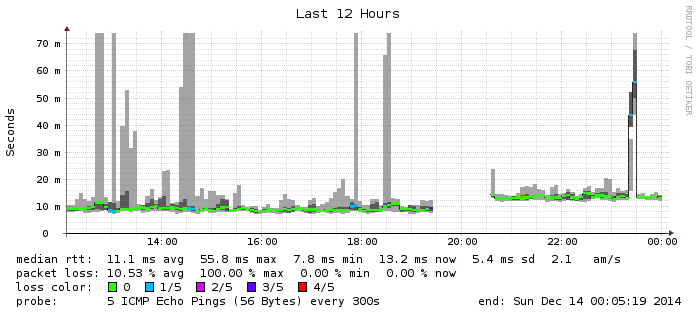 Last 12 Hours
RRDTOOL / TOBI OETIKER
Seconds
70 m
60 m
50 m
40 m
30 m
20 m
10 m
0
14:00 16:00 18:00 20:00 22:00 00:00
median rtt: 11.1 ms avg 55.8 ms max 7.8 ms min 13.2 ms now 5.4 ms sd 2.1 am/s
packet loss: 10.53 % avg 100.00 % max 0.00 % min 0.00 % now
loss color: 0 1/5 2/5 3/5 4/5
probe: 5 ICMP Echo Pings (56 Bytes) every 300s end: Sun Dec 14 00:05:19 2014